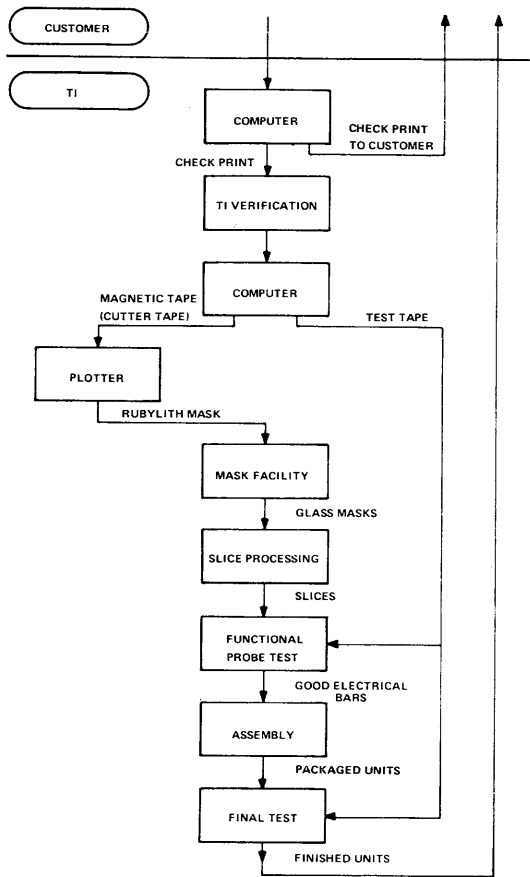 CUSTOMER
TI
COMPUTER
CHECK PRINT
TO CUSTOMER
CHECK PRINT
TI VERIFICATION
COMPUTER
MAGNETIC TAPE
(CUTTER TAPE)
TEST TAPE
PLOTTER
RUBYLITH MASK
MASK FACILITY
GLASS MASKS
SLICE PROCESSING
SLICES
FUNCTIONAL
PROBE TEST
GOOD ELECTRICAL
BARS
ASSEMBLY
PACKAGED UNITS
FINAL TEST
FINISHED UNITS